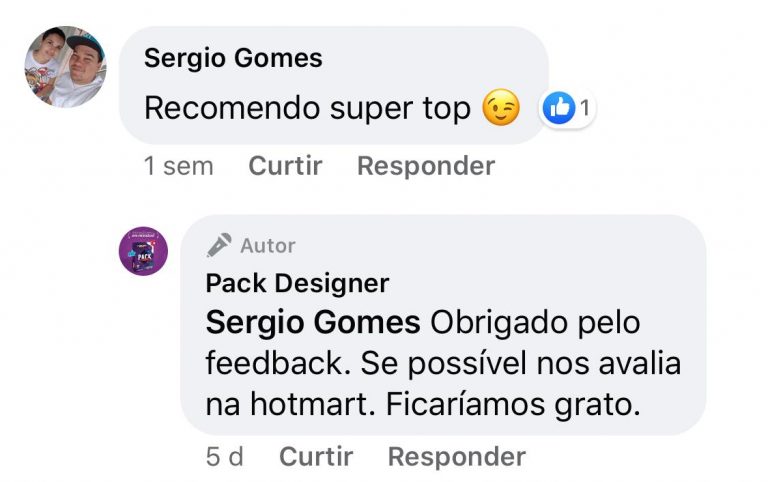 Sergio Gomes
Recomendo super top 😉
1
1 sem Curtir Responder
Autor
Pack Designer
Sergio Gomes Obrigado pelo
feedback. Se possível nos avalia
na hotmart. Ficaríamos grato.
5 d Curtir Responder
PACK